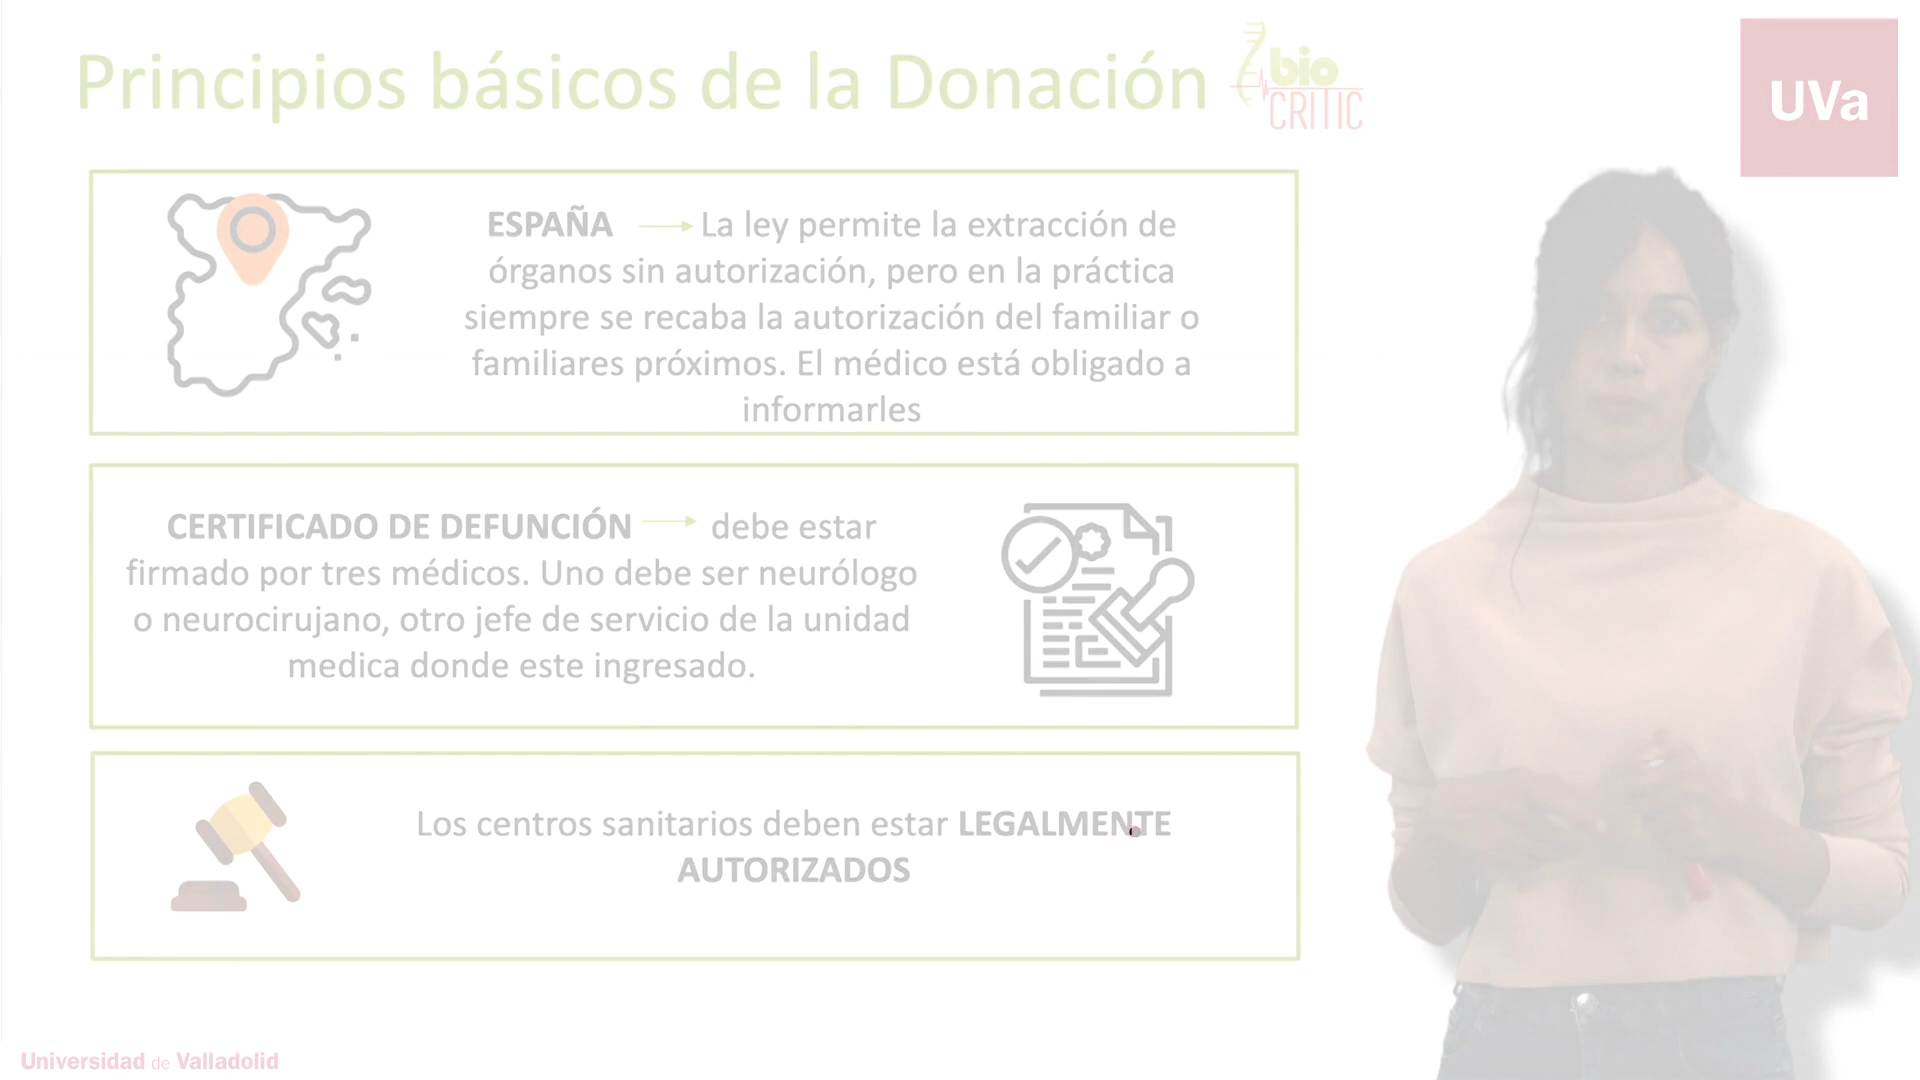 Principios básicos de la Donación
bio
CRITIC
UVa
ESPAÑA La ley permite la extracción de
órganos sin autorización, pero en la práctica
siempre se recaba la autorización del familiar o
familiares próximos. El médico está obligado a
informarles
CERTIFICADO DE DEFUNCIÓN debe estar
firmado por tres médicos. Uno debe ser neurólogo
o neurocirujano, otro jefe de servicio de la unidad
medica donde este ingresado.
Los centros sanitarios deben estar LEGALMENTE
AUTORIZADOS
Universidad de Valladolid